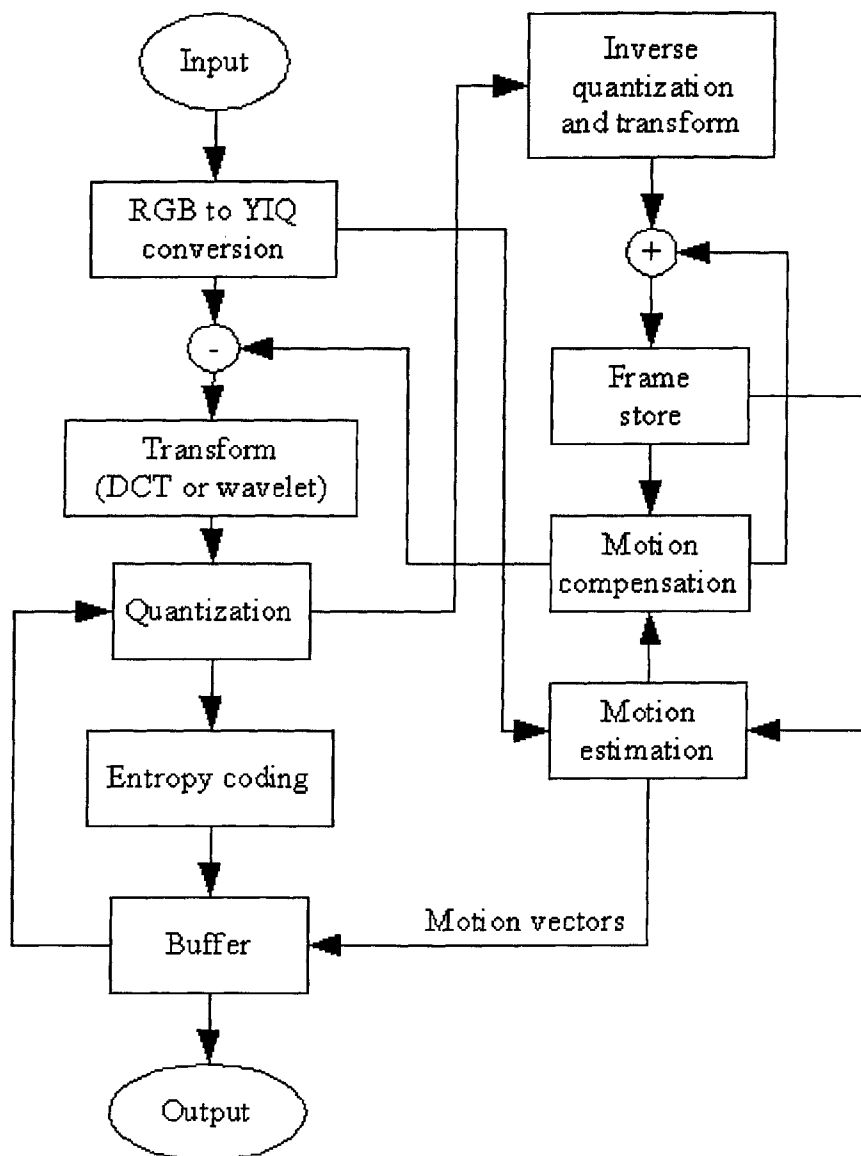 Input
RGB to YIQ
conversion
-
Transform
(DCT or wavelet)
Quantization
Entropy coding
Buffer
Output
Inverse
quantization
and transform
+
Frame
store
Motion
compensation
Motion
estimation
Motion vectors